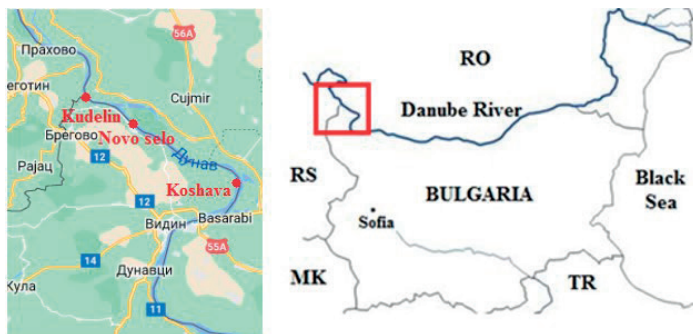 56A
Прахово
еготин
Cujmir
Kudelin
Брегово
Novo selo
Дунав
12
Рајац
Koshava
12
Видин
Basarabi
55A
14
Дунавци
Кула
11
RO
Danube River
RS
BULGARIA
Black
Sea
Sofia
MK
TR